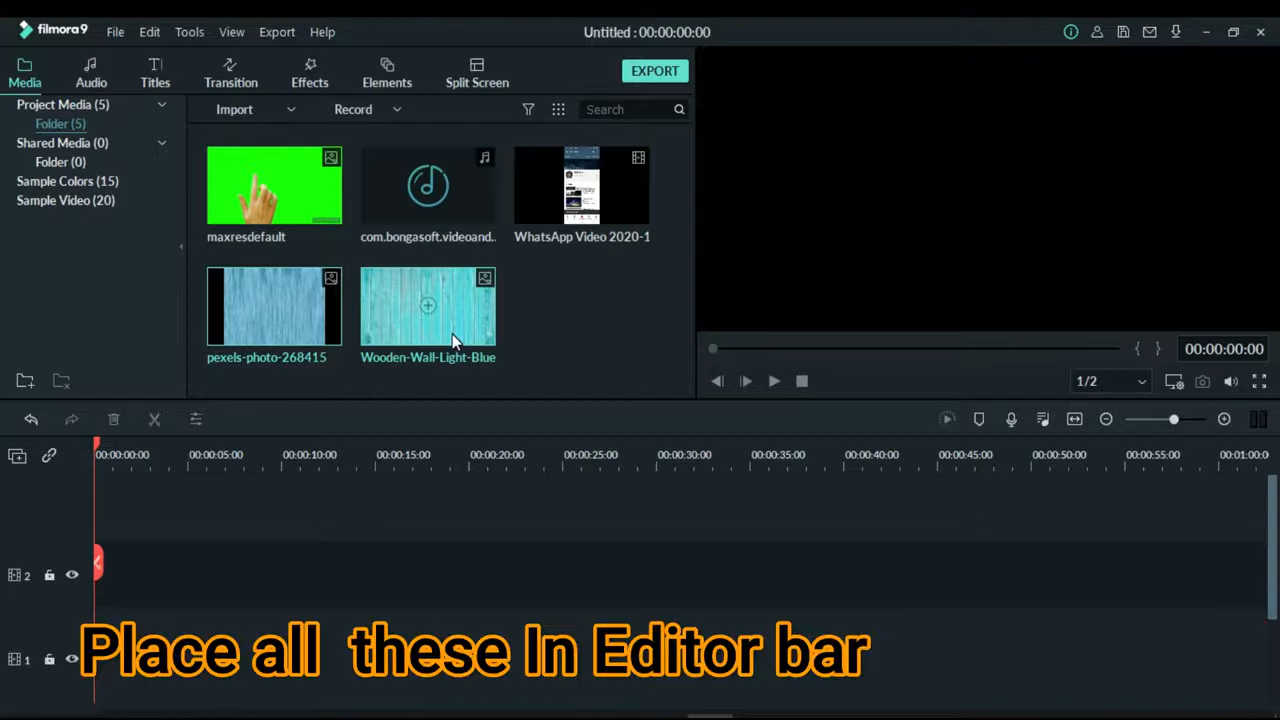 filmora9 File Edit Tools View Export Help Untitled : 00:00:00:00
Media Audio Titles Transition Effects Elements Split Screen EXPORT
Project Media (5) Import Record Search
Folder (5)
Shared Media (0)
Folder (0)
Sample Colors (15)
Sample Video (20)
maxresdefault com.bongasoft.videoand.. WhatsApp Video 2020-1
pexels-photo-268415 Wooden-Wall-Light-Blue
00:00:00:00
1/2
00:00:00:00 00:00:05:00 00:00:10:00 00:00:15:00 00:00:20:00 00:00:25:00 00:00:30:00 00:00:35:00 00:00:40:00 00:00:45:00 00:00:50:00 00:00:55:00 00:01:00:0
2
1
Place all these In Editor bar